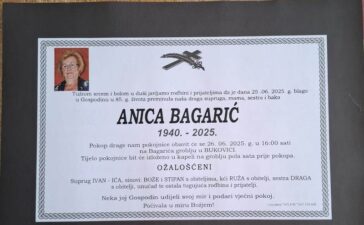 Tužnom srcem i bolom u duši javljamo rodbini i prijateljima da je dana 25 .06. 2025. g. blago
u Gospodinu u 85. g. života preminula naša draga supruga, mama, sestra i baka
ANICA BAGARIĆ
1940. - 2025.
Pokop drage nam pokojnice obavit će se 26. 06. 2025. g. u 16:00 sati
na Bagarića groblju u BUKOVICI.
Tijelo pokojnice bit će izloženo u kapeli na groblju pola sata prije pokopa.
OŽALOŠĆENI
Suprug IVAN - IĆA, sinovi: BOŽE I STIPAN s obiteljima, kći RUŽA s obitelji, sestra DRAGA
s obitelji, unučad te ostala tugujuća rodbina i prijatelji.
Neka joj Gospodin udijeli svoj mir i podari vječni pokoj.
Počivala u miru Božjem!